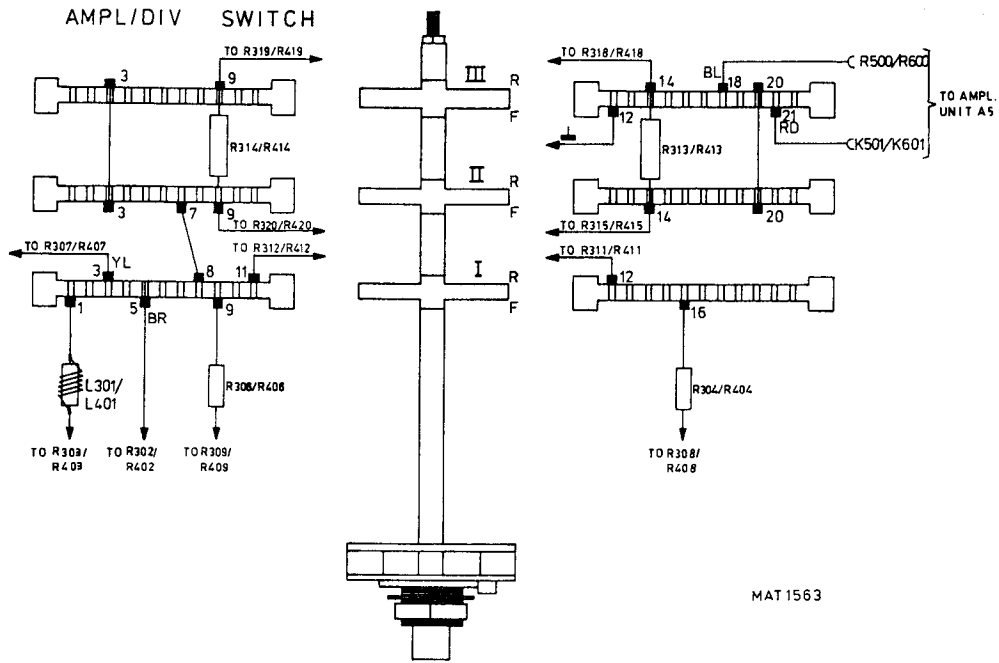 AMPL/DIV SWITCH
TO R319/R419
3
9
R314/R414
3
7
9
TO R320/R420
TO R307/R407
TO R312/R412
3
YL
8
11
1
5
BR
9
L301/
L401
R306/R406
TO R303/
R403
TO R302/
R402
TO R309/
R409
III
R
F
II
R
F
I
R
F
TO R318/R418
14
BL
18
20
R500/R600
12
21
RD
TO AMPL.
UNIT A5
K501/K601
R313/R413
14
20
TO R315/R415
TO R311/R411
12
16
R304/R404
TO R308/
R408
MAT1563